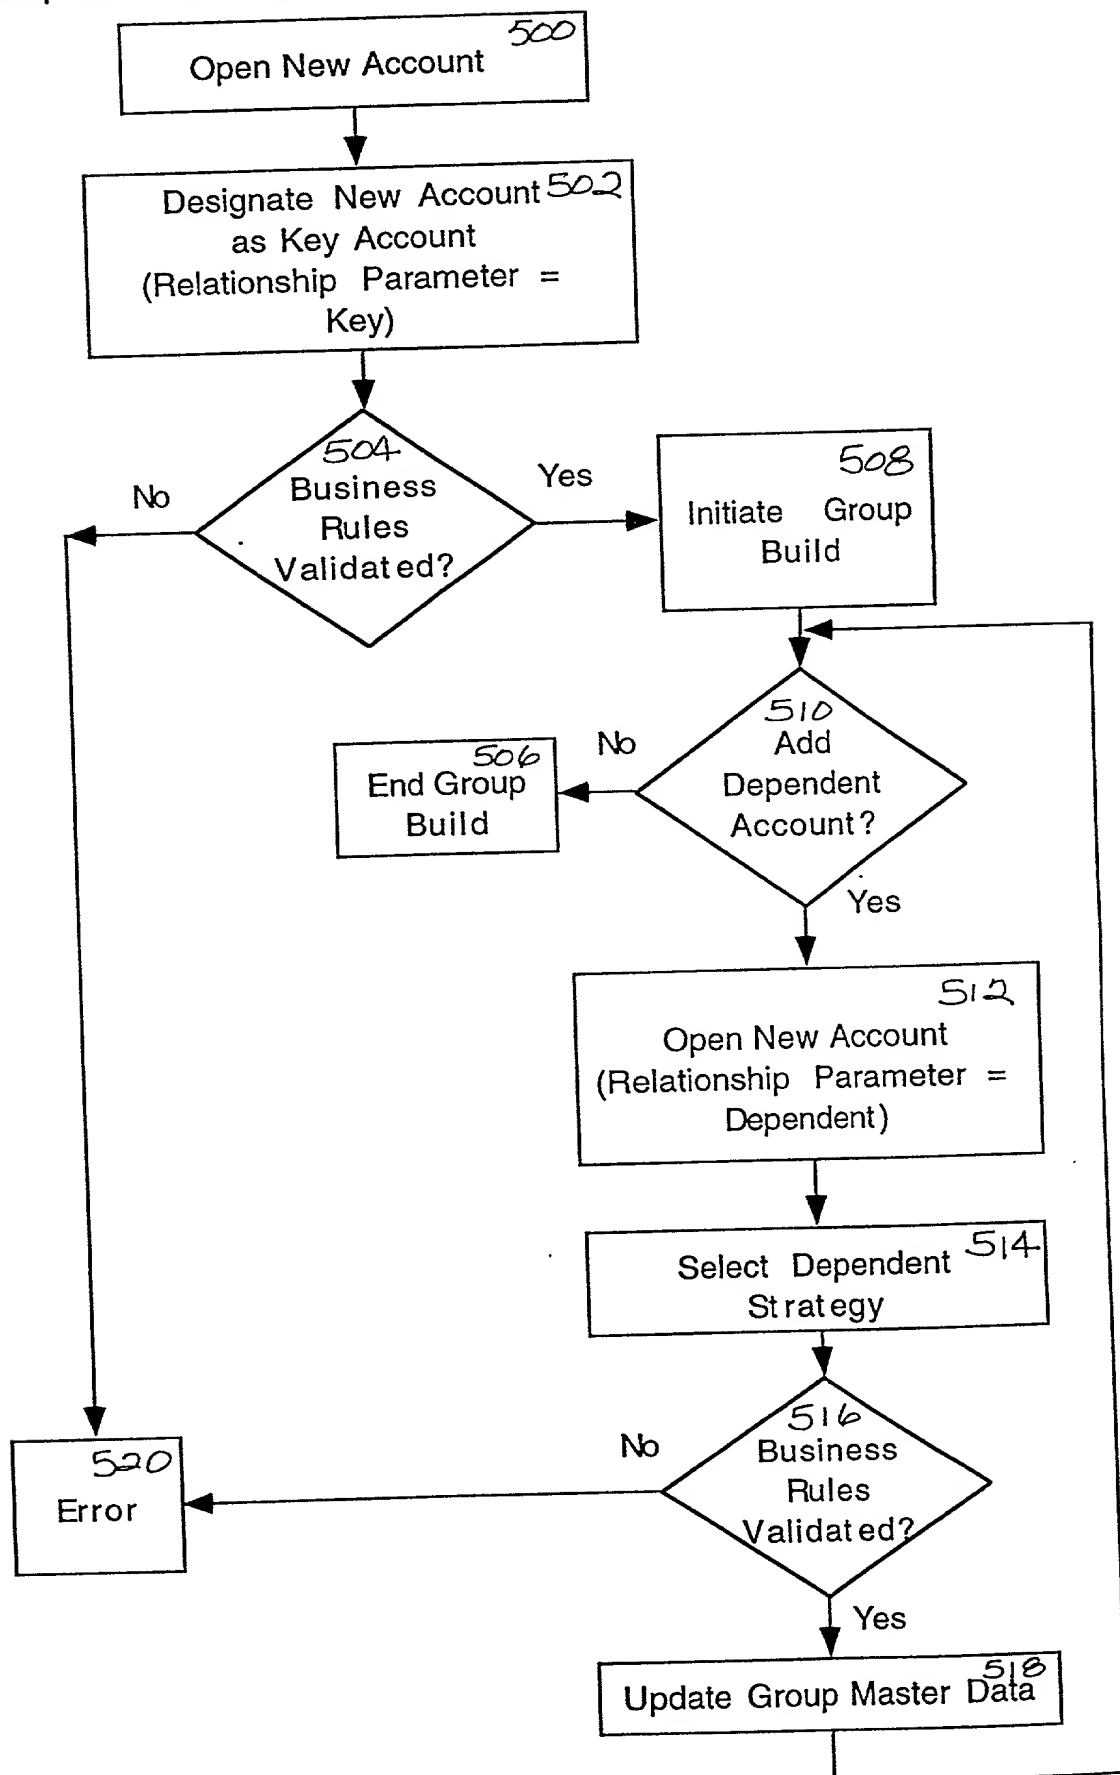 500
Open New Account
Designate New Account 502
as Key Account
(Relationship Parameter =
Key)
504
Business
Rules
Validated?
No
Yes
508
Initiate Group
Build
510
Add
Dependent
Account?
No
506
End Group
Build
Yes
512
Open New Account
(Relationship Parameter =
Dependent)
Select Dependent 514
Strategy
516
Business
Rules
Validated?
No
520
Error
Yes
518
Update Group Master Data